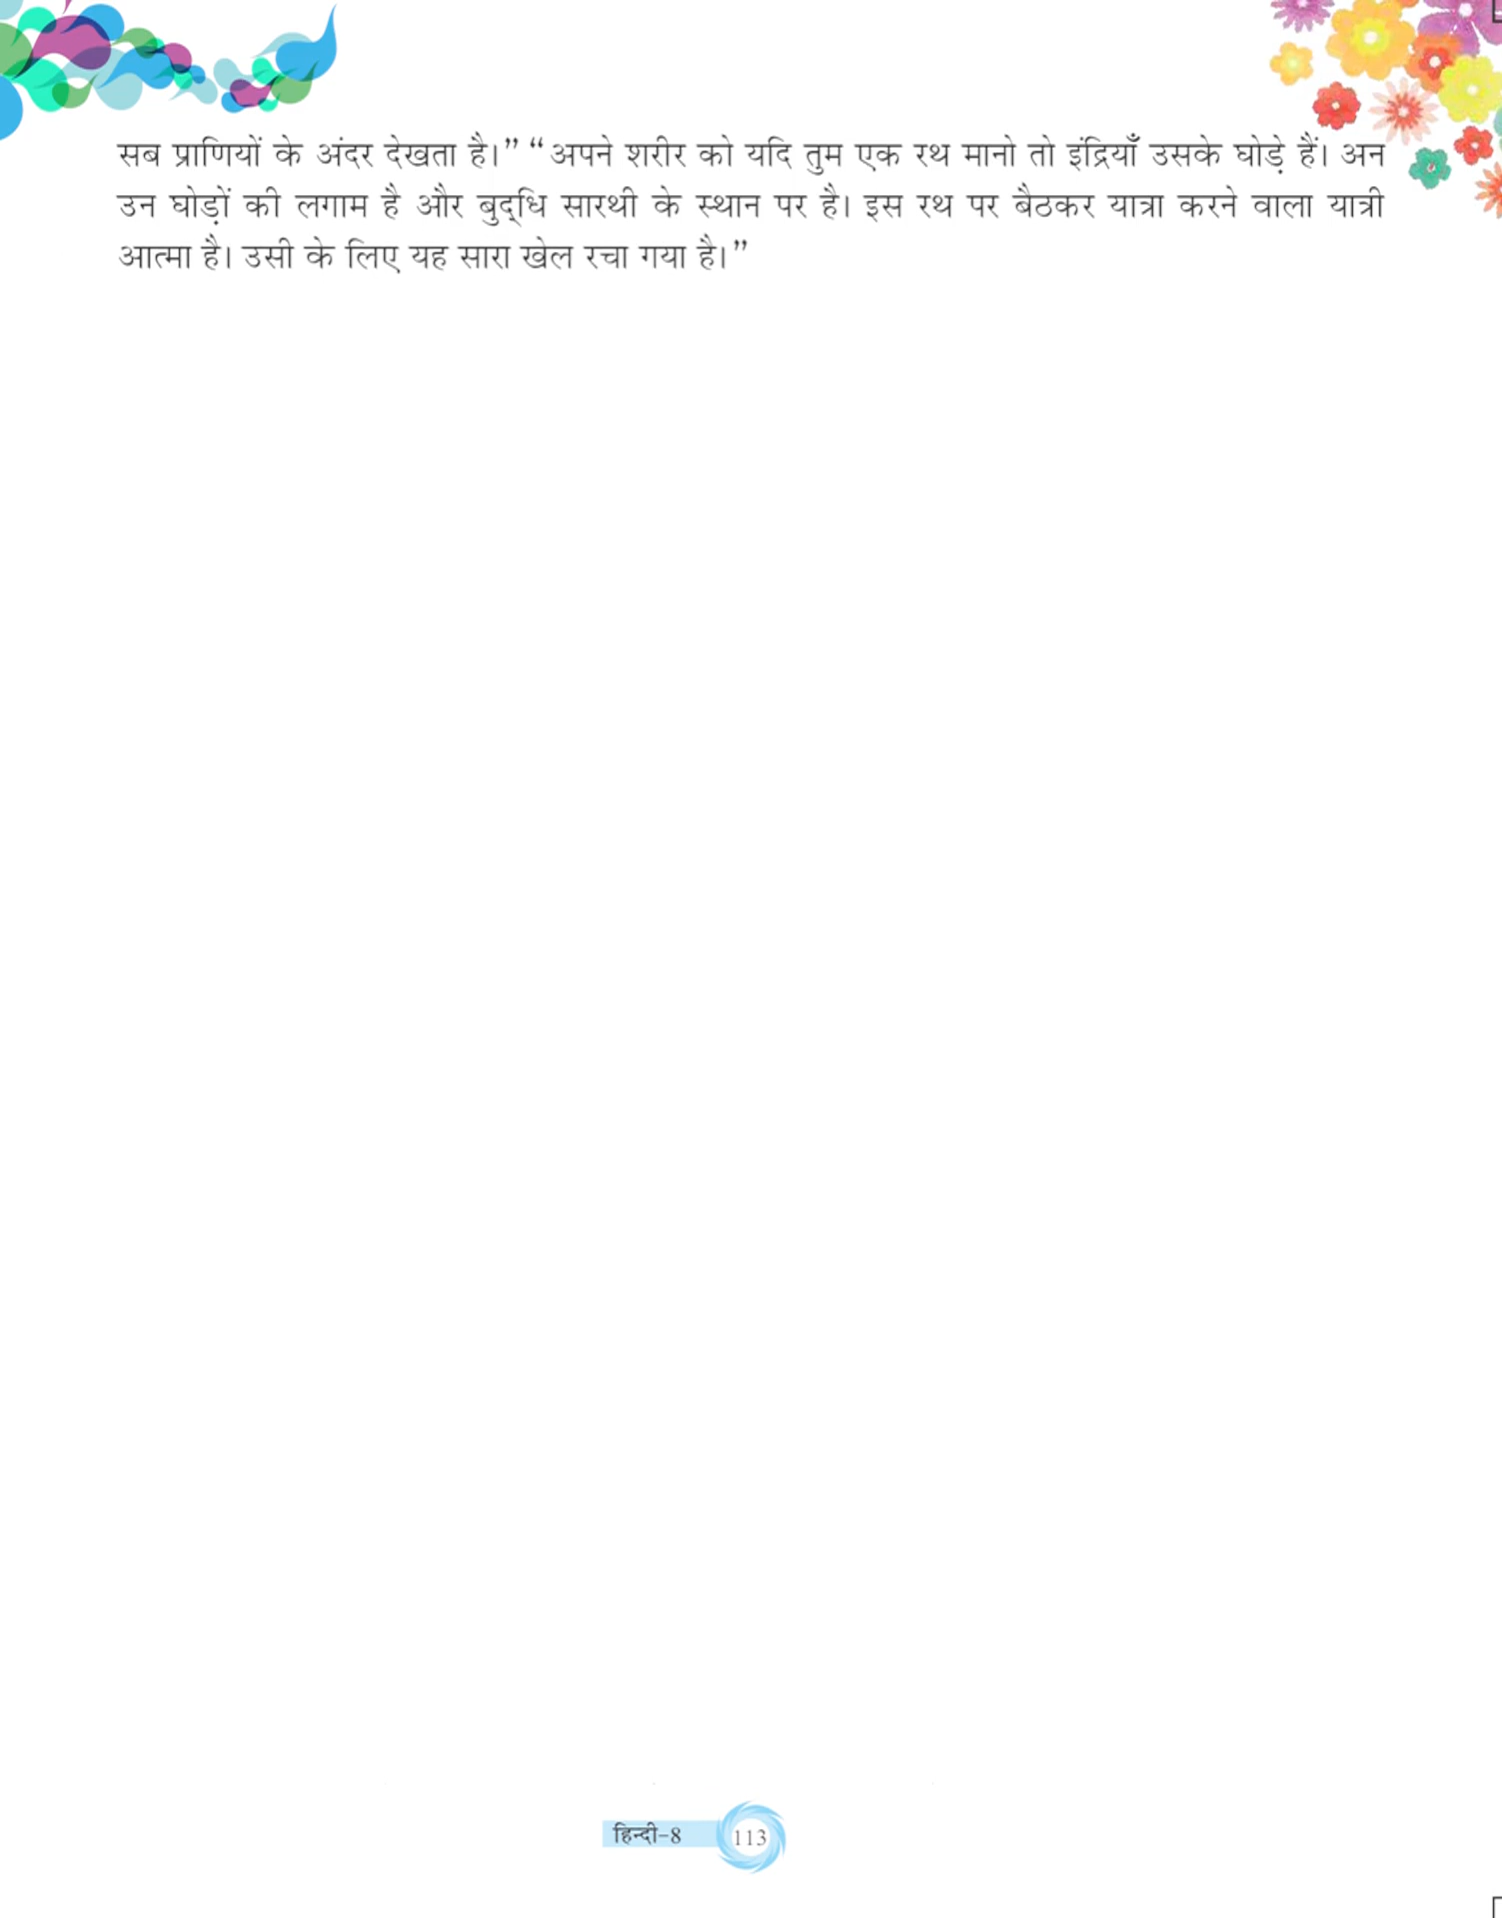 सब प्राणियों के अंदर देखता है।” “अपने शरीर को यदि तुम एक रथ मानो तो इंद्रियाँ उसके घोड़े हैं। अन
उन घोड़ों की लगाम है और बुद्‌धि सारथी के स्थान पर है। इस रथ पर बैठकर यात्रा करने वाला यात्री
आत्मा है। उसी के लिए यह सारा खेल रचा गया है।”
हिन्दी-8
113